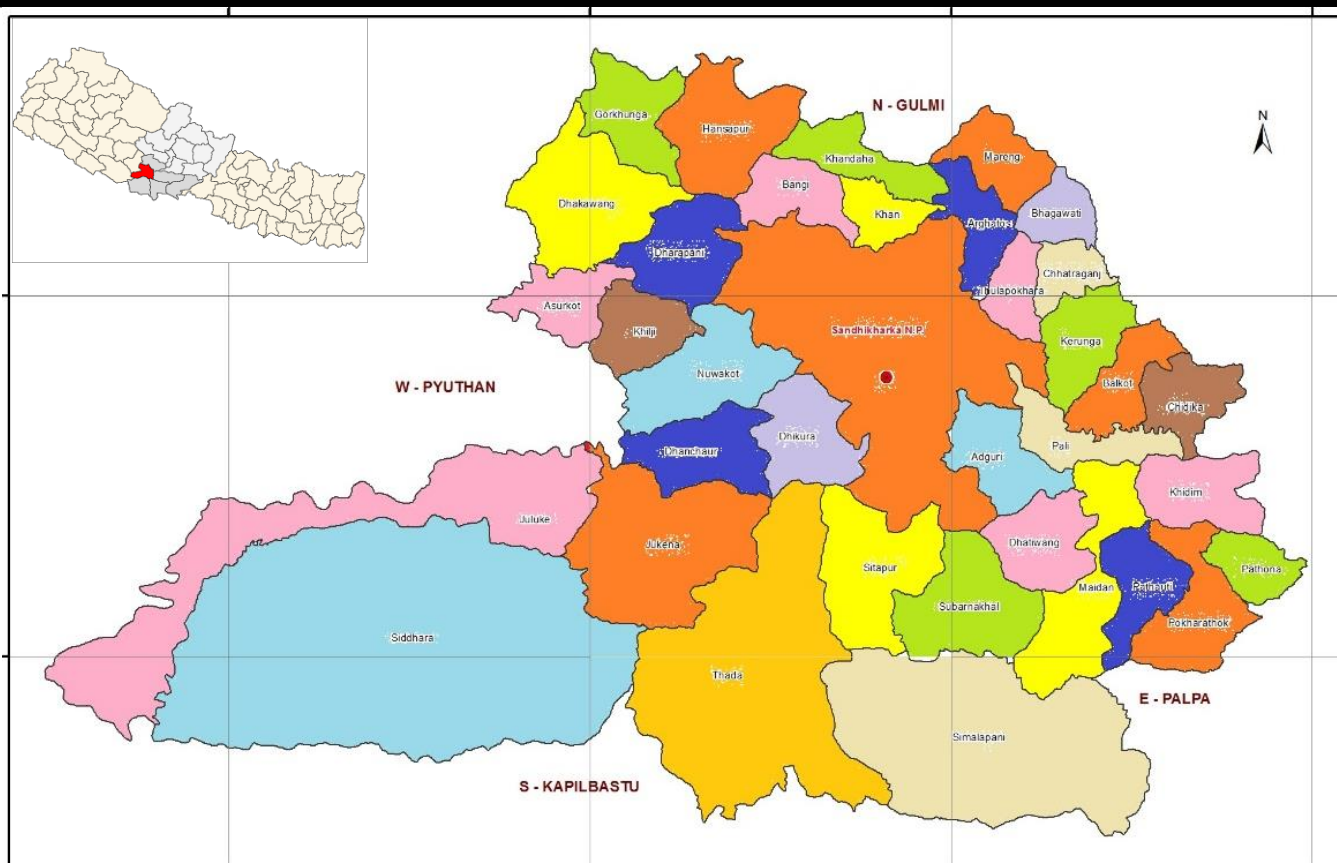 N - GULMI
N
Gorkhunga
Hansapur
Khandaha
Mareng
Bangi
Dhakawang
Khan
Bhagawati
Arghatos
Dharapani
Chhatraganj
Thulapokhara
Asurkot
Khilji
Sandhikharka N.P.
Kerunga
Nuwakot
W - PYUTHAN
Balkot
Chidika
Dhikura
Pali
Dhanchaur
Adguri
Khidim
Juluke
Jukena
Dhatiwang
Sitapur
Pathona
Maidan
Pathauti
Subarnakhal
Pokharathok
Siddhara
Thada
E - PALPA
Simalapani
S - KAPILBASTU